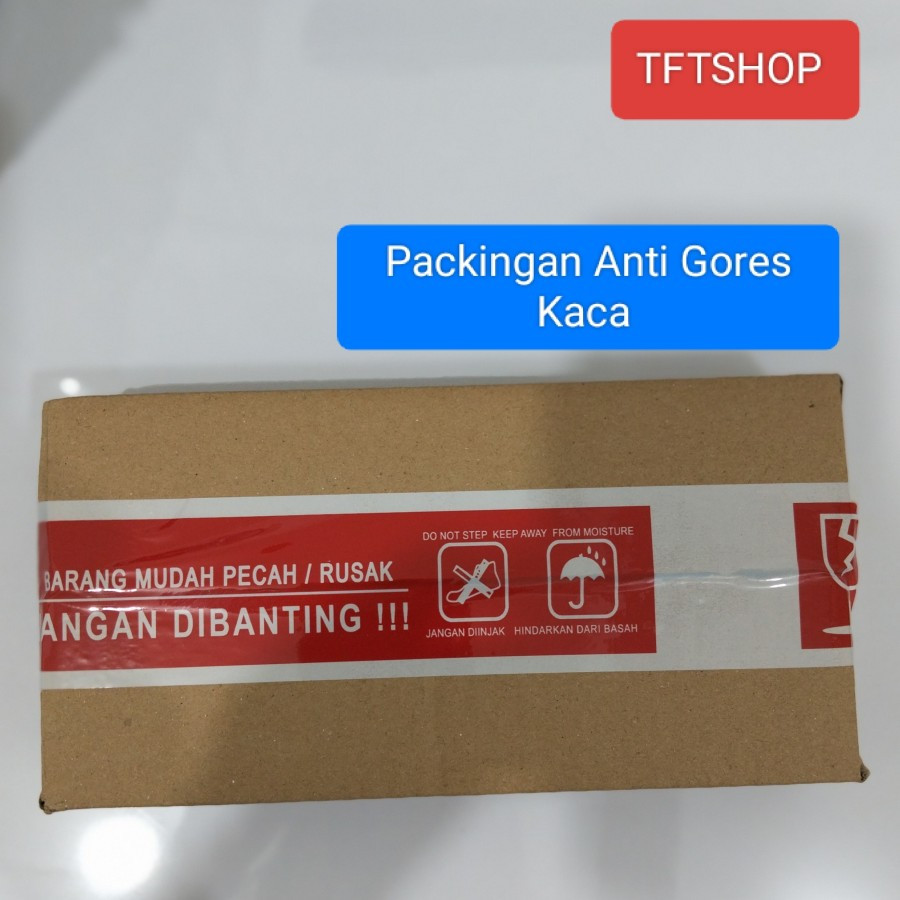 TFTSHOP
Packingan Anti Gores
Kaca
DO NOT STEP KEEP AWAY FROM MOISTURE
BARANG MUDAH PECAH / RUSAK
ANGAN DIBANTING !!!
JANGAN DIINJAK HINDARKAN DARI BASAH